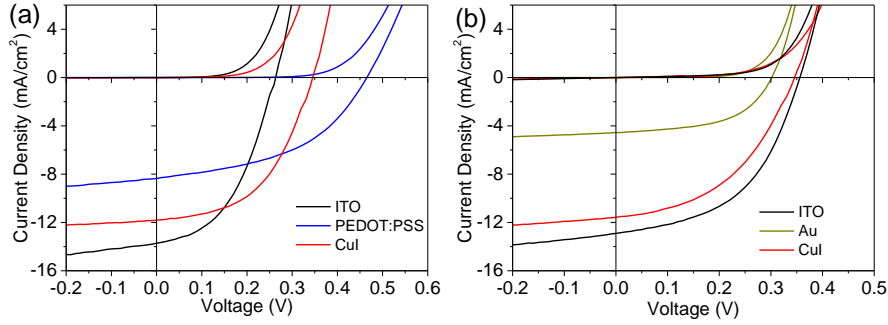 (a)
Current Density (mA/cm²)
4
0
-4
-8
-12
-16
ITO
PEDOT:PSS
CuI
-0.2 -0.1 0.0 0.1 0.2 0.3 0.4 0.5 0.6
Voltage (V)
(b)
Current Density (mA/cm²)
4
0
-4
-8
-12
-16
ITO
Au
CuI
-0.2 -0.1 0.0 0.1 0.2 0.3 0.4 0.5
Voltage (V)